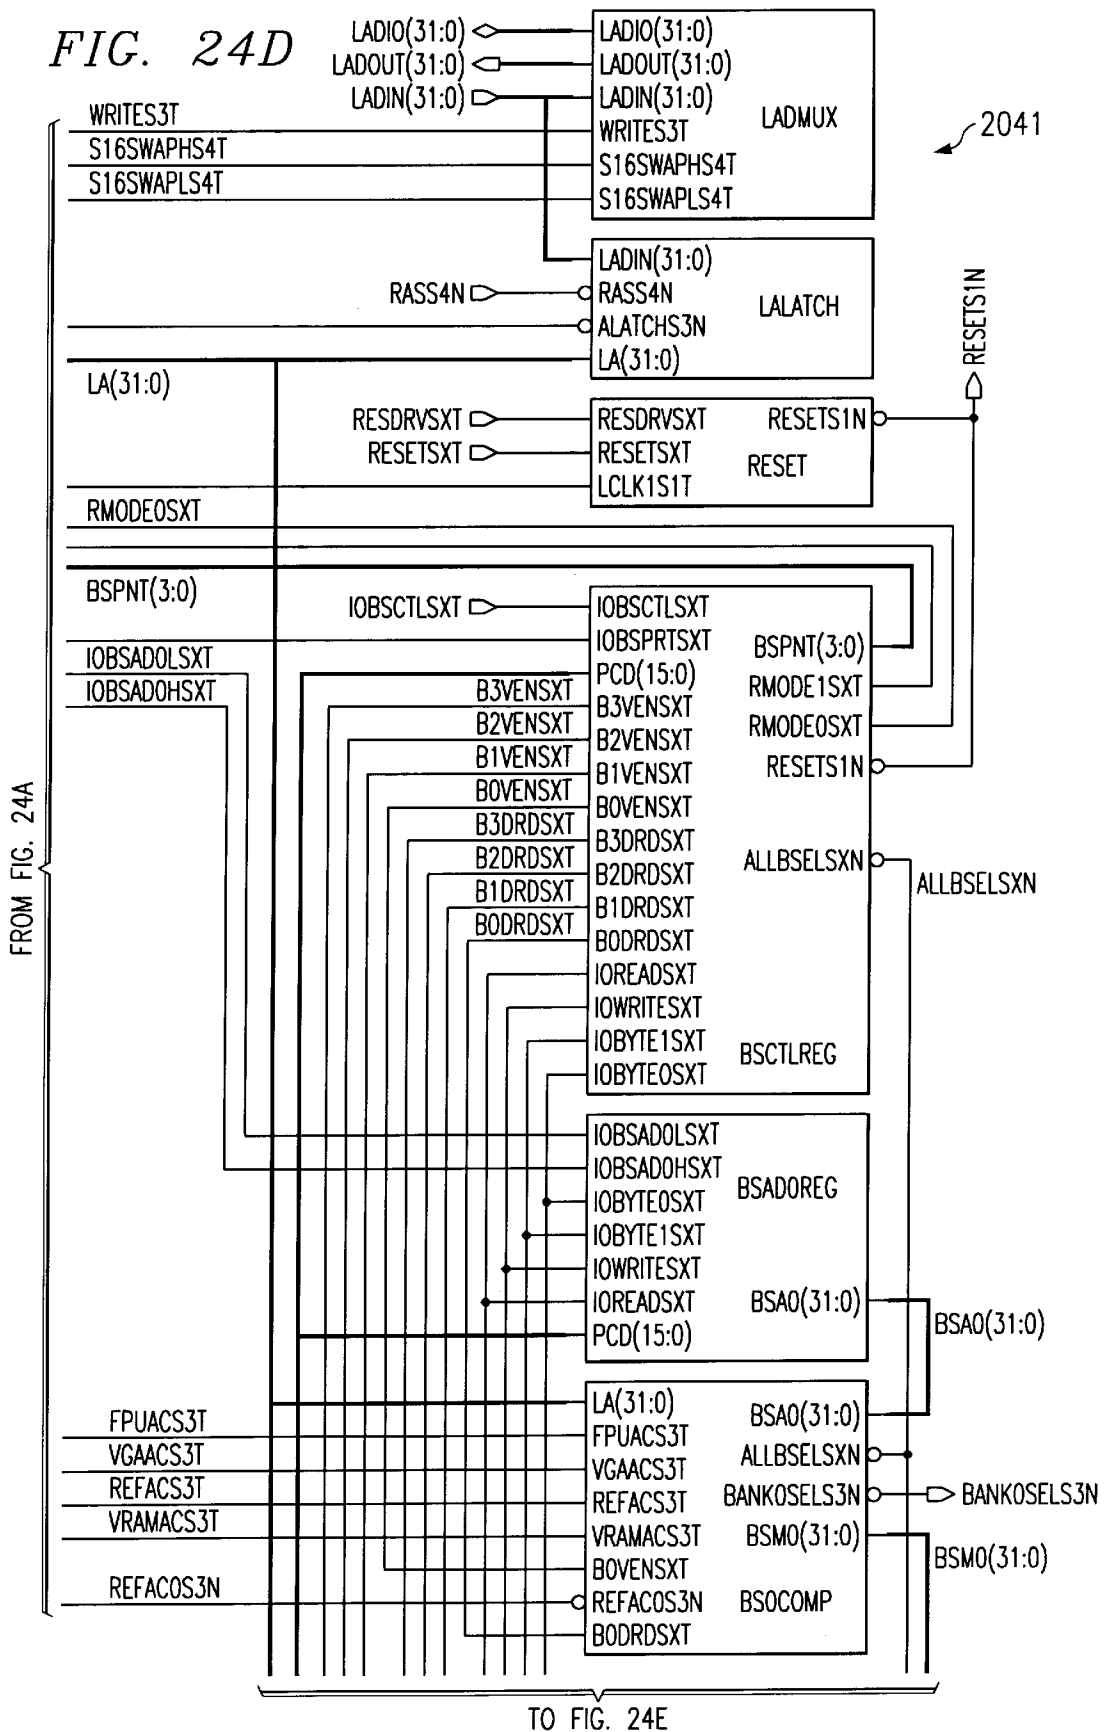 FIG. 24D
LADIO(31:0)
LADOUT(31:0)
LADIN(31:0)
LADIO(31:0)
LADOUT(31:0)
LADIN(31:0)
WRITES3T
S16SWAPHS4T
S16SWAPLS4T
LADMUX
2041
WRITES3T
S16SWAPHS4T
S16SWAPLS4T
LADIN(31:0)
RASS4N
RASS4N
ALATCHS3N
LA(31:0)
LALATCH
LA(31:0)
RESETS1N
RESDRVSXT
RESETSXT
RESDRVSXT
RESETSXT
LCLK1S1T
RESETS1N
RESET
RMODE0SXT
BSPNT(3:0)
IOBSCTLSXT
IOBSAD0LSXT
IOBSAD0HSXT
B3VENSXT
B2VENSXT
B1VENSXT
B0VENSXT
B3DRDSXT
B2DRDSXT
B1DRDSXT
B0DRDSXT
IOBSCTLSXT
IOBSPRTSXT
PCD(15:0)
B3VENSXT
B2VENSXT
B1VENSXT
B0VENSXT
B3DRDSXT
B2DRDSXT
B1DRDSXT
B0DRDSXT
IOREADSXT
IOWRITESXT
IOBYTE1SXT
IOBYTE0SXT
BSPNT(3:0)
RMODE1SXT
RMODE0SXT
RESETS1N
ALLBSELSXN
BSCTLREG
ALLBSELSXN
FROM FIG. 24A
IOBSAD0LSXT
IOBSAD0HSXT
IOBYTE0SXT
IOBYTE1SXT
IOWRITESXT
IOREADSXT
PCD(15:0)
BSAD0REG
BSA0(31:0)
BSA0(31:0)
FPUACS3T
VGAACS3T
REFACS3T
VRAMACS3T
REFAC0S3N
LA(31:0)
FPUACS3T
VGAACS3T
REFACS3T
VRAMACS3T
B0VENSXT
REFAC0S3N
B0DRDSXT
BSA0(31:0)
ALLBSELSXN
BANK0SELS3N
BSM0(31:0)
BS0COMP
BANK0SELS3N
BSM0(31:0)
TO FIG. 24E